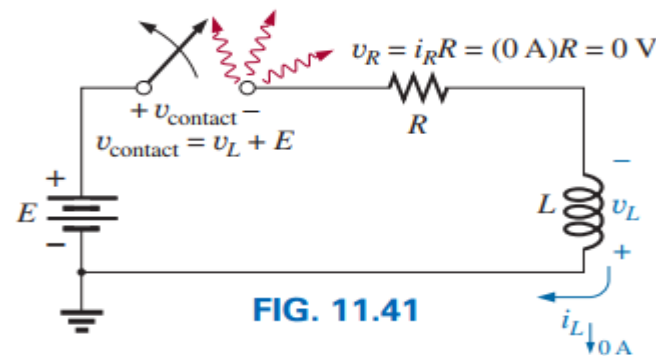 v_R = i_R R = (0 A)R = 0 V
+ v_contact −
v_contact = v_L + E
R
+
E
−
−
L
v_L
+
i_L
0 A
FIG. 11.41